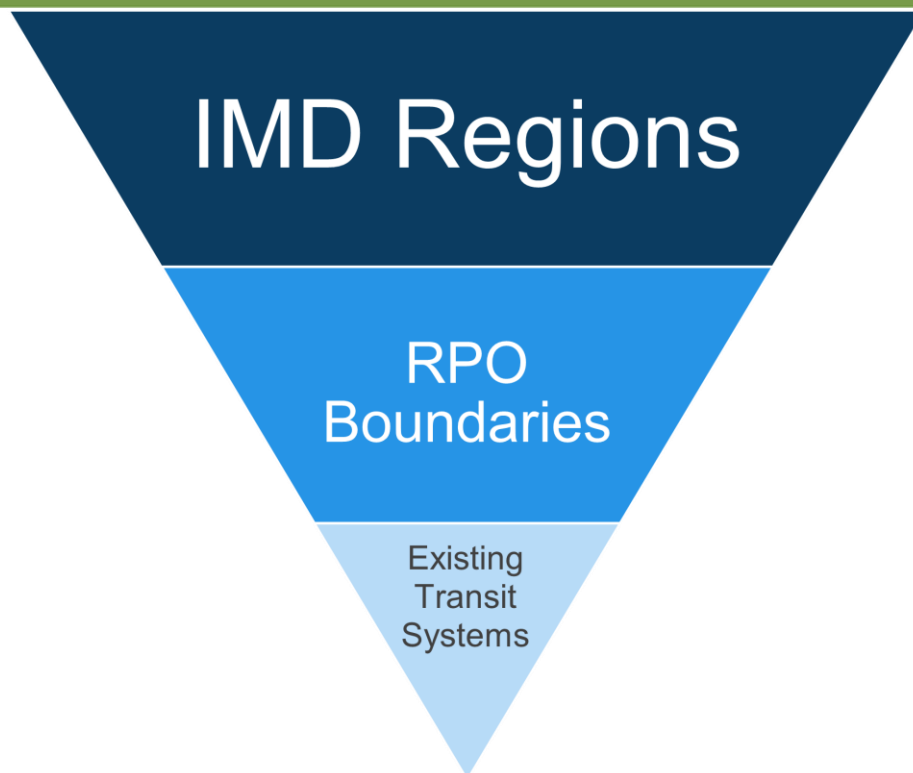 IMD Regions
RPO
Boundaries
Existing
Transit
Systems